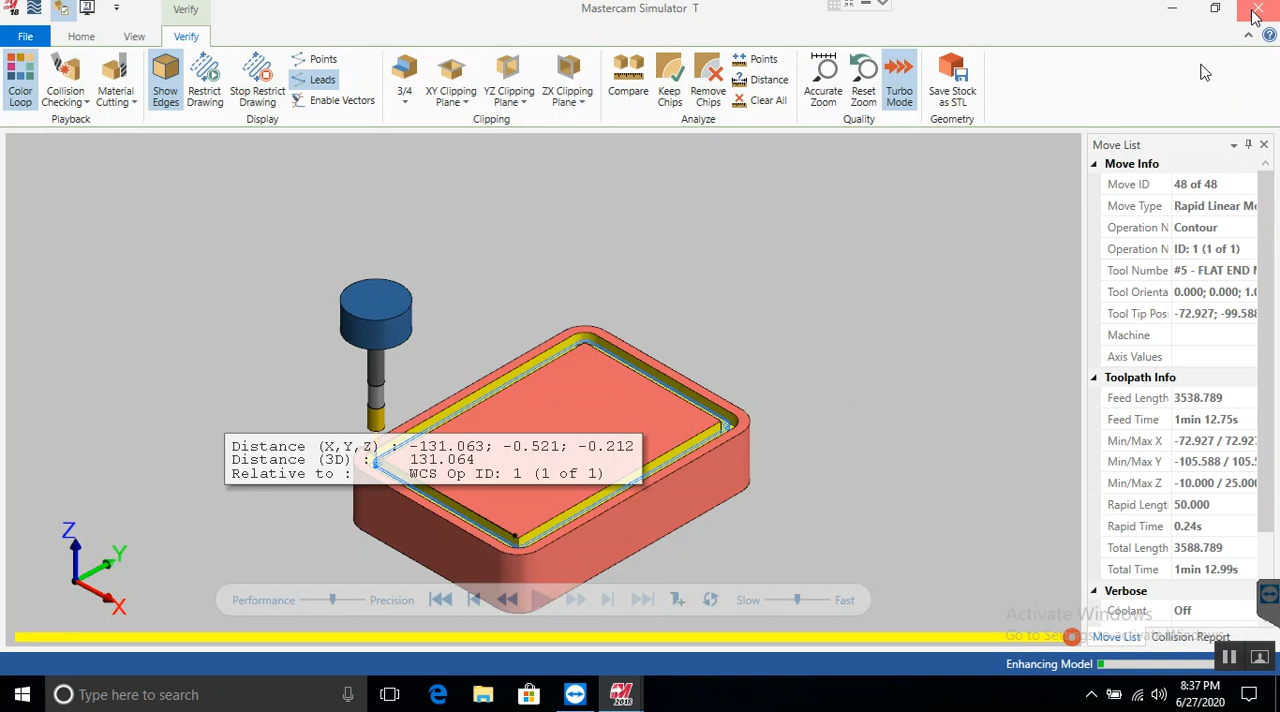 18
Verify
Mastercam Simulator T
File
Home
View
Verify
Color Loop
Collision Checking
Material Cutting
Playback
Show Edges
Restrict Drawing
Stop Restrict Drawing
Points
Leads
Enable Vectors
Display
3/4
XY Clipping Plane
YZ Clipping Plane
ZX Clipping Plane
Clipping
Compare
Keep Chips
Remove Chips
Points
Distance
Clear All
Analyze
Accurate Zoom
Reset Zoom
Turbo Mode
Quality
Save Stock as STL
Geometry
Move List
Move Info
Move ID 48 of 48
Move Type Rapid Linear Mo
Operation N Contour
Operation N ID: 1 (1 of 1)
Tool Numbe #5 - FLAT END M
Tool Orienta 0.000; 0.000; 1.0
Tool Tip Pos -72.927; -99.588
Machine
Axis Values
Toolpath Info
Feed Length 3538.789
Feed Time 1min 12.75s
Min/Max X -72.927 / 72.927
Min/Max Y -105.588 / 105.5
Min/Max Z -10.000 / 25.000
Rapid Length 50.000
Rapid Time 0.24s
Total Length 3588.789
Total Time 1min 12.99s
Verbose
Coolant Off
Distance (X,Y,Z) : -131.063; -0.521; -0.212
Distance (3D) : 131.064
Relative to : WCS Op ID: 1 (1 of 1)
Z
Y
X
Performance
Precision
Slow
Fast
Activate Windows
Go to Settings to activate Windows.
Move List
Collision Report
Enhancing Model
Type here to search
2018
8:37 PM
6/27/2020